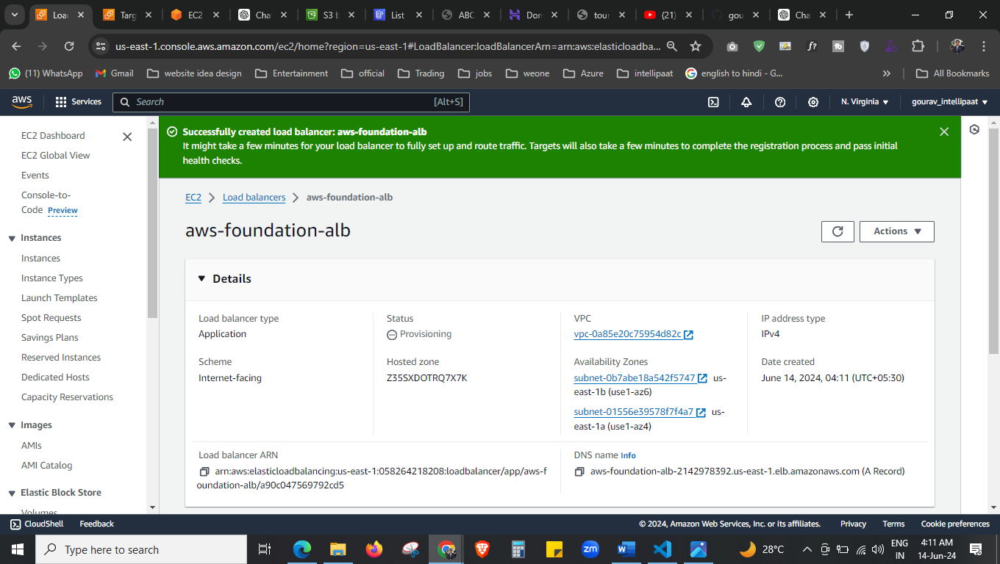 Loa
Targ
EC2
Cha
S3 b
List
ABC
Don
tour
(21)
gou
Cha
us-east-1.console.aws.amazon.com/ec2/home?region=us-east-1#LoadBalancer:loadBalancerArn=arn:aws:elasticloadba...
(11) WhatsApp
Gmail
website idea design
Entertainment
official
Trading
jobs
weone
Azure
intellipaat
english to hindi - G...
All Bookmarks
aws
Services
Search
[Alt+S]
N. Virginia
gourav_intellipaat
EC2 Dashboard
EC2 Global View
Events
Console-to-
Code Preview
Instances
Instances
Instance Types
Launch Templates
Spot Requests
Savings Plans
Reserved Instances
Dedicated Hosts
Capacity Reservations
Images
AMIs
AMI Catalog
Elastic Block Store
Volumes
Successfully created load balancer: aws-foundation-alb
It might take a few minutes for your load balancer to fully set up and route traffic. Targets will also take a few minutes to complete the registration process and pass initial
health checks.
EC2 > Load balancers > aws-foundation-alb
aws-foundation-alb
Actions
Details
Load balancer type
Application
Status
Provisioning
VPC
vpc-0a85e20c75954d82c
IP address type
IPv4
Scheme
Internet-facing
Hosted zone
Z35SXDOTRQ7X7K
Availability Zones
subnet-0b7abe18a542f5747 us-
east-1b (use1-az6)
subnet-01556e39578f7f4a7 us-
east-1a (use1-az4)
Date created
June 14, 2024, 04:11 (UTC+05:30)
Load balancer ARN
arn:aws:elasticloadbalancing:us-east-1:058264218208:loadbalancer/app/aws-f
oundation-alb/a90c047569792cd5
DNS name Info
aws-foundation-alb-2142978392.us-east-1.elb.amazonaws.com (A Record)
CloudShell
Feedback
© 2024, Amazon Web Services, Inc. or its affiliates.
Privacy
Terms
Cookie preferences
Type here to search
28°C
ENG
IN
4:11 AM
14-Jun-24